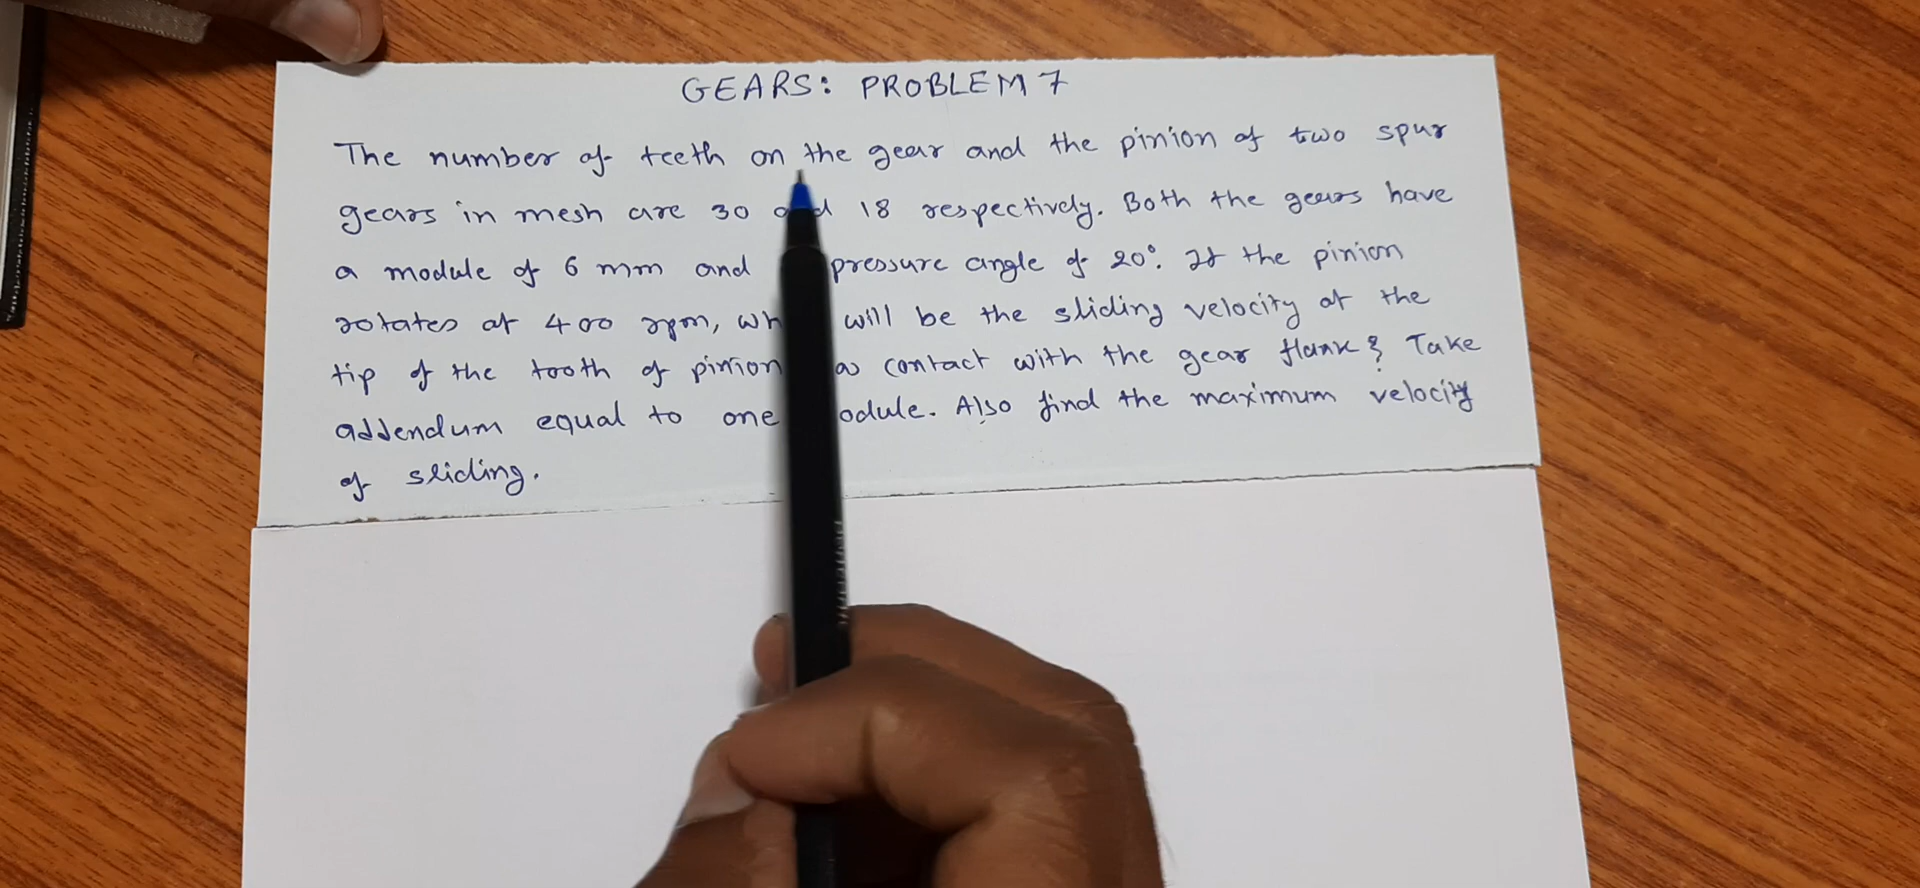 GEARS: PROBLEM 7
The number of teeth on the gear and the pinion of two spur
gears in mesh are 30 and 18 respectively. Both the gears have
a module of 6 mm and pressure angle of 20°. If the pinion
rotates at 400 rpm, will be the sliding velocity at the
tip of the tooth of pinion contact with the gear flank? Take
addendum equal to one module. Also find the maximum velocity
of sliding.